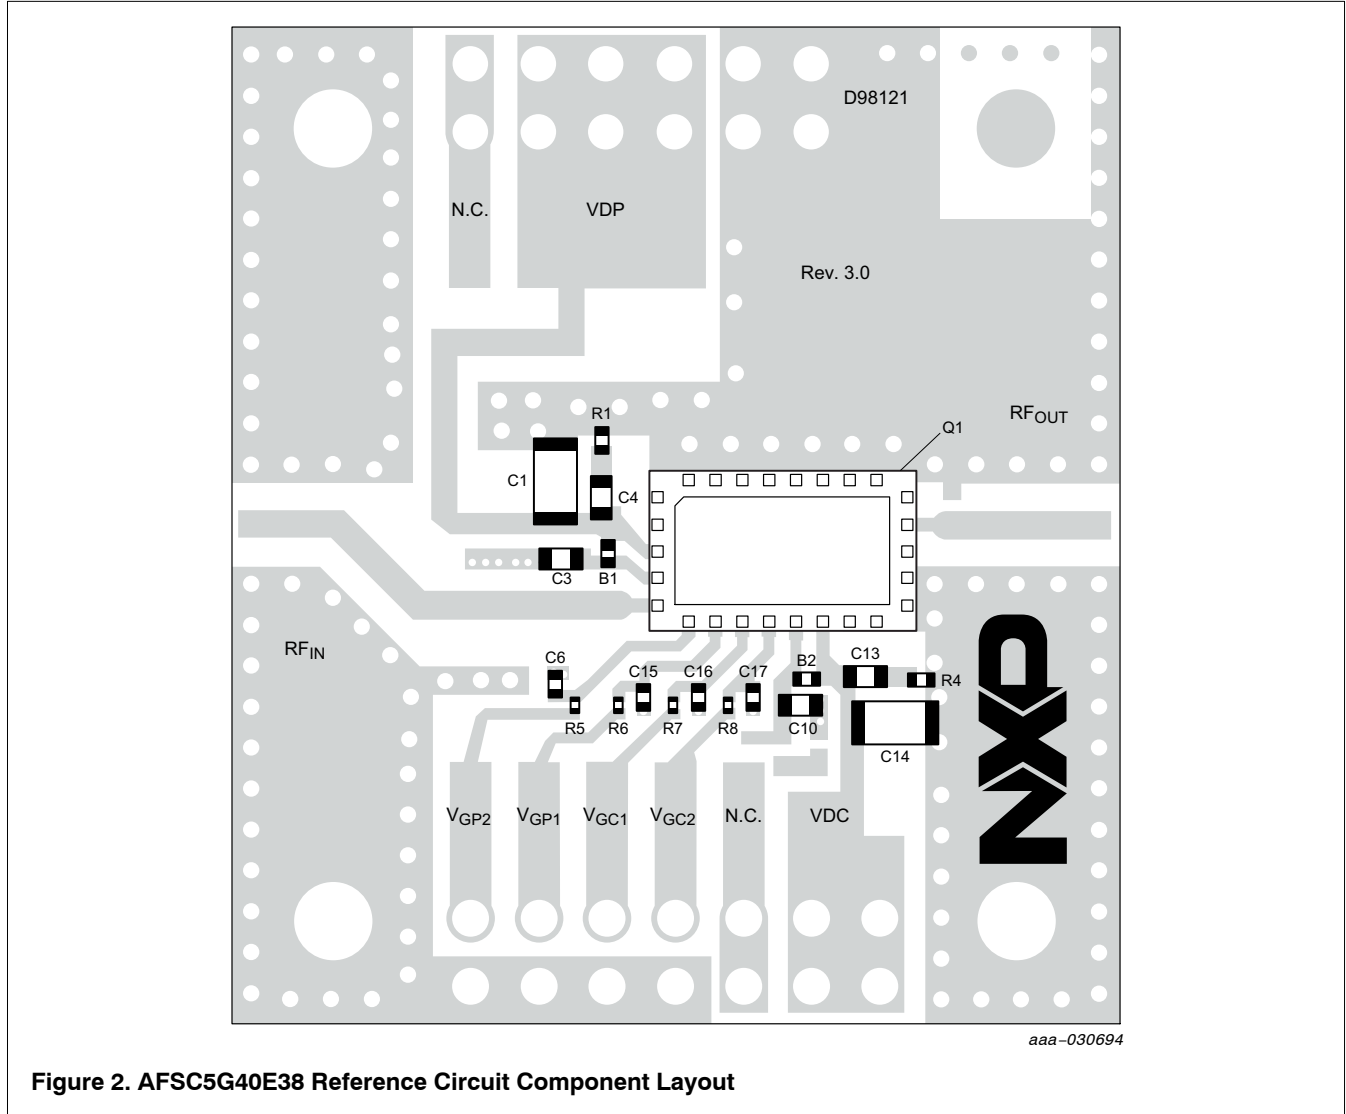 D98121
N.C.
VDP
Rev. 3.0
R1
RFOUT
Q1
C1
C4
C3
B1
RFIN
C6
C15
C16
C17
B2
C13
R4
R5
R6
R7
R8
C10
C14
NXP
VGP2
VGP1
VGC1
VGC2
N.C.
VDC
aaa-030694
Figure 2. AFSC5G40E38 Reference Circuit Component Layout